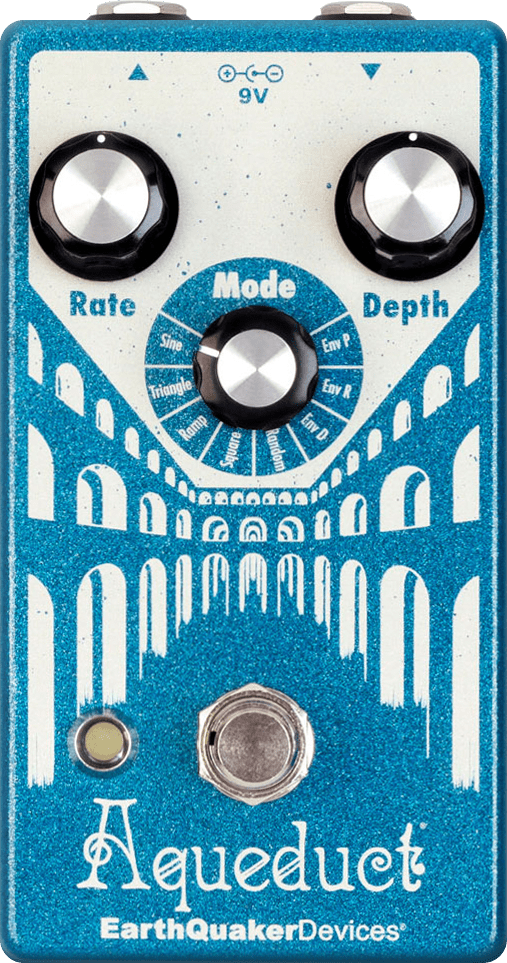 9V
Mode
Rate
Depth
Sine
Triangle
Ramp
Square
Random
Env D
Env R
Env P
Aqueduct®
EarthQuakerDevices®